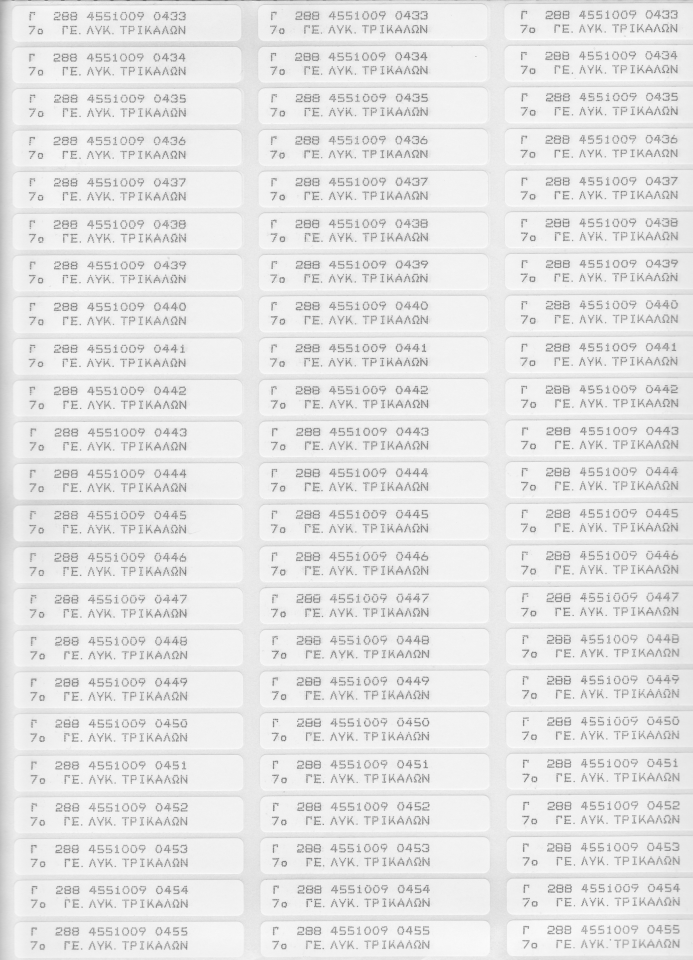 Γ 288 4551009 0433 Γ 288 4551009 0433 Γ 288 4551009 0433
7ο ΓΕ. ΛΥΚ. ΤΡΙΚΑΛΩΝ 7ο ΓΕ. ΛΥΚ. ΤΡΙΚΑΛΩΝ 7ο ΓΕ. ΛΥΚ. ΤΡΙΚΑΛΩΝ
Γ 288 4551009 0434 Γ 288 4551009 0434 Γ 288 4551009 0434
7ο ΓΕ. ΛΥΚ. ΤΡΙΚΑΛΩΝ 7ο ΓΕ. ΛΥΚ. ΤΡΙΚΑΛΩΝ 7ο ΓΕ. ΛΥΚ. ΤΡΙΚΑΛΩΝ
Γ 288 4551009 0435 Γ 288 4551009 0435 Γ 288 4551009 0435
7ο ΓΕ. ΛΥΚ. ΤΡΙΚΑΛΩΝ 7ο ΓΕ. ΛΥΚ. ΤΡΙΚΑΛΩΝ 7ο ΓΕ. ΛΥΚ. ΤΡΙΚΑΛΩΝ
Γ 288 4551009 0436 Γ 288 4551009 0436 Γ 288 4551009 0436
7ο ΓΕ. ΛΥΚ. ΤΡΙΚΑΛΩΝ 7ο ΓΕ. ΛΥΚ. ΤΡΙΚΑΛΩΝ 7ο ΓΕ. ΛΥΚ. ΤΡΙΚΑΛΩΝ
Γ 288 4551009 0437 Γ 288 4551009 0437 Γ 288 4551009 0437
7ο ΓΕ. ΛΥΚ. ΤΡΙΚΑΛΩΝ 7ο ΓΕ. ΛΥΚ. ΤΡΙΚΑΛΩΝ 7ο ΓΕ. ΛΥΚ. ΤΡΙΚΑΛΩΝ
Γ 288 4551009 0438 Γ 288 4551009 0438 Γ 288 4551009 0438
7ο ΓΕ. ΛΥΚ. ΤΡΙΚΑΛΩΝ 7ο ΓΕ. ΛΥΚ. ΤΡΙΚΑΛΩΝ 7ο ΓΕ. ΛΥΚ. ΤΡΙΚΑΛΩΝ
Γ 288 4551009 0439 Γ 288 4551009 0439 Γ 288 4551009 0439
7ο ΓΕ. ΛΥΚ. ΤΡΙΚΑΛΩΝ 7ο ΓΕ. ΛΥΚ. ΤΡΙΚΑΛΩΝ 7ο ΓΕ. ΛΥΚ. ΤΡΙΚΑΛΩΝ
Γ 288 4551009 0440 Γ 288 4551009 0440 Γ 288 4551009 0440
7ο ΓΕ. ΛΥΚ. ΤΡΙΚΑΛΩΝ 7ο ΓΕ. ΛΥΚ. ΤΡΙΚΑΛΩΝ 7ο ΓΕ. ΛΥΚ. ΤΡΙΚΑΛΩΝ
Γ 288 4551009 0441 Γ 288 4551009 0441 Γ 288 4551009 0441
7ο ΓΕ. ΛΥΚ. ΤΡΙΚΑΛΩΝ 7ο ΓΕ. ΛΥΚ. ΤΡΙΚΑΛΩΝ 7ο ΓΕ. ΛΥΚ. ΤΡΙΚΑΛΩΝ
Γ 288 4551009 0442 Γ 288 4551009 0442 Γ 288 4551009 0442
7ο ΓΕ. ΛΥΚ. ΤΡΙΚΑΛΩΝ 7ο ΓΕ. ΛΥΚ. ΤΡΙΚΑΛΩΝ 7ο ΓΕ. ΛΥΚ. ΤΡΙΚΑΛΩΝ
Γ 288 4551009 0443 Γ 288 4551009 0443 Γ 288 4551009 0443
7ο ΓΕ. ΛΥΚ. ΤΡΙΚΑΛΩΝ 7ο ΓΕ. ΛΥΚ. ΤΡΙΚΑΛΩΝ 7ο ΓΕ. ΛΥΚ. ΤΡΙΚΑΛΩΝ
Γ 288 4551009 0444 Γ 288 4551009 0444 Γ 288 4551009 0444
7ο ΓΕ. ΛΥΚ. ΤΡΙΚΑΛΩΝ 7ο ΓΕ. ΛΥΚ. ΤΡΙΚΑΛΩΝ 7ο ΓΕ. ΛΥΚ. ΤΡΙΚΑΛΩΝ
Γ 288 4551009 0445 Γ 288 4551009 0445 Γ 288 4551009 0445
7ο ΓΕ. ΛΥΚ. ΤΡΙΚΑΛΩΝ 7ο ΓΕ. ΛΥΚ. ΤΡΙΚΑΛΩΝ 7ο ΓΕ. ΛΥΚ. ΤΡΙΚΑΛΩΝ
Γ 288 4551009 0446 Γ 288 4551009 0446 Γ 288 4551009 0446
7ο ΓΕ. ΛΥΚ. ΤΡΙΚΑΛΩΝ 7ο ΓΕ. ΛΥΚ. ΤΡΙΚΑΛΩΝ 7ο ΓΕ. ΛΥΚ. ΤΡΙΚΑΛΩΝ
Γ 288 4551009 0447 Γ 288 4551009 0447 Γ 288 4551009 0447
7ο ΓΕ. ΛΥΚ. ΤΡΙΚΑΛΩΝ 7ο ΓΕ. ΛΥΚ. ΤΡΙΚΑΛΩΝ 7ο ΓΕ. ΛΥΚ. ΤΡΙΚΑΛΩΝ
Γ 288 4551009 0448 Γ 288 4551009 0448 Γ 288 4551009 0448
7ο ΓΕ. ΛΥΚ. ΤΡΙΚΑΛΩΝ 7ο ΓΕ. ΛΥΚ. ΤΡΙΚΑΛΩΝ 7ο ΓΕ. ΛΥΚ. ΤΡΙΚΑΛΩΝ
Γ 288 4551009 0449 Γ 288 4551009 0449 Γ 288 4551009 0449
7ο ΓΕ. ΛΥΚ. ΤΡΙΚΑΛΩΝ 7ο ΓΕ. ΛΥΚ. ΤΡΙΚΑΛΩΝ 7ο ΓΕ. ΛΥΚ. ΤΡΙΚΑΛΩΝ
Γ 288 4551009 0450 Γ 288 4551009 0450 Γ 288 4551009 0450
7ο ΓΕ. ΛΥΚ. ΤΡΙΚΑΛΩΝ 7ο ΓΕ. ΛΥΚ. ΤΡΙΚΑΛΩΝ 7ο ΓΕ. ΛΥΚ. ΤΡΙΚΑΛΩΝ
Γ 288 4551009 0451 Γ 288 4551009 0451 Γ 288 4551009 0451
7ο ΓΕ. ΛΥΚ. ΤΡΙΚΑΛΩΝ 7ο ΓΕ. ΛΥΚ. ΤΡΙΚΑΛΩΝ 7ο ΓΕ. ΛΥΚ. ΤΡΙΚΑΛΩΝ
Γ 288 4551009 0452 Γ 288 4551009 0452 Γ 288 4551009 0452
7ο ΓΕ. ΛΥΚ. ΤΡΙΚΑΛΩΝ 7ο ΓΕ. ΛΥΚ. ΤΡΙΚΑΛΩΝ 7ο ΓΕ. ΛΥΚ. ΤΡΙΚΑΛΩΝ
Γ 288 4551009 0453 Γ 288 4551009 0453 Γ 288 4551009 0453
7ο ΓΕ. ΛΥΚ. ΤΡΙΚΑΛΩΝ 7ο ΓΕ. ΛΥΚ. ΤΡΙΚΑΛΩΝ 7ο ΓΕ. ΛΥΚ. ΤΡΙΚΑΛΩΝ
Γ 288 4551009 0454 Γ 288 4551009 0454 Γ 288 4551009 0454
7ο ΓΕ. ΛΥΚ. ΤΡΙΚΑΛΩΝ 7ο ΓΕ. ΛΥΚ. ΤΡΙΚΑΛΩΝ 7ο ΓΕ. ΛΥΚ. ΤΡΙΚΑΛΩΝ
Γ 288 4551009 0455 Γ 288 4551009 0455 Γ 288 4551009 0455
7ο ΓΕ. ΛΥΚ. ΤΡΙΚΑΛΩΝ 7ο ΓΕ. ΛΥΚ. ΤΡΙΚΑΛΩΝ 7ο ΓΕ. ΛΥΚ. ΤΡΙΚΑΛΩΝ